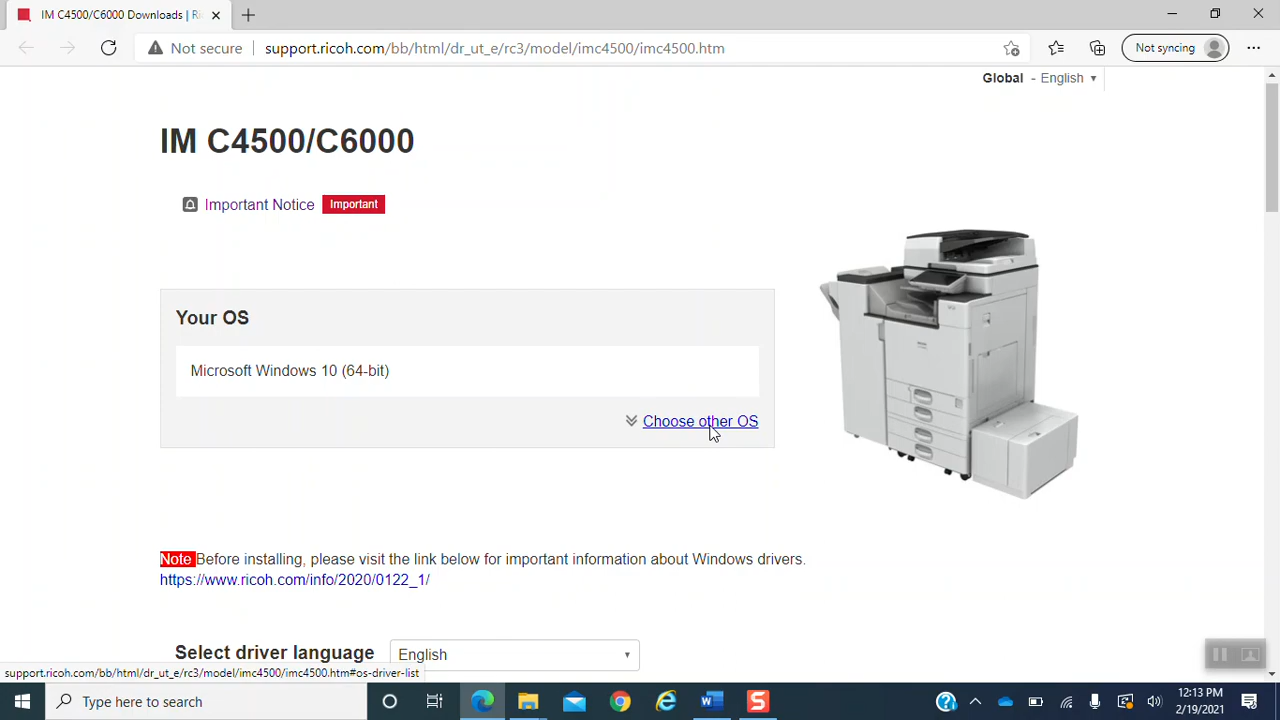 IM C4500/C6000 Downloads | Ri
Not secure
support.ricoh.com/bb/html/dr_ut_e/rc3/model/imc4500/imc4500.htm
Not syncing
Global - English
IM C4500/C6000
Important Notice
Important
Your OS
Microsoft Windows 10 (64-bit)
Choose other OS
Note Before installing, please visit the link below for important information about Windows drivers.
https://www.ricoh.com/info/2020/0122_1/
Select driver language
English
support.ricoh.com/bb/html/dr_ut_e/rc3/model/imc4500/imc4500.htm#os-driver-list
Type here to search
12:13 PM
2/19/2021